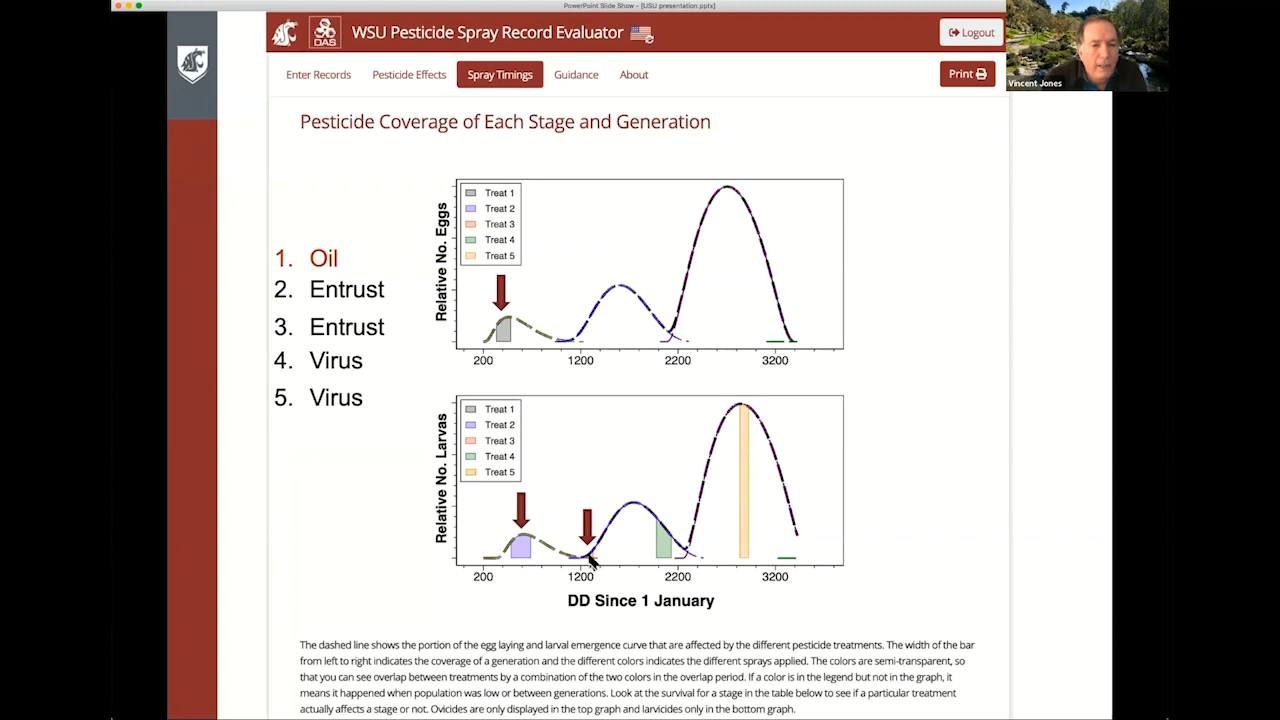 PowerPoint Slide Show - [USU presentation.pptx]
DAS
WSU Pesticide Spray Record Evaluator
Logout
Vincent Jones
Enter Records
Pesticide Effects
Spray Timings
Guidance
About
Print
Pesticide Coverage of Each Stage and Generation
1. Oil
2. Entrust
3. Entrust
4. Virus
5. Virus
Relative No. Eggs
Treat 1
Treat 2
Treat 3
Treat 4
Treat 5
200 1200 2200 3200
Relative No. Larvas
Treat 1
Treat 2
Treat 3
Treat 4
Treat 5
200 1200 2200 3200
DD Since 1 January
The dashed line shows the portion of the egg laying and larval emergence curve that are affected by the different pesticide treatments. The width of the bar
from left to right indicates the coverage of a generation and the different colors indicates the different sprays applied. The colors are semi-transparent, so
that you can see overlap between treatments by a combination of the two colors in the overlap period. If a color is in the legend but not in the graph, it
means it happened when population was low or between generations. Look at the survival for a stage in the table below to see if a particular treatment
actually affects a stage or not. Ovicides are only displayed in the top graph and larvicides only in the bottom graph.